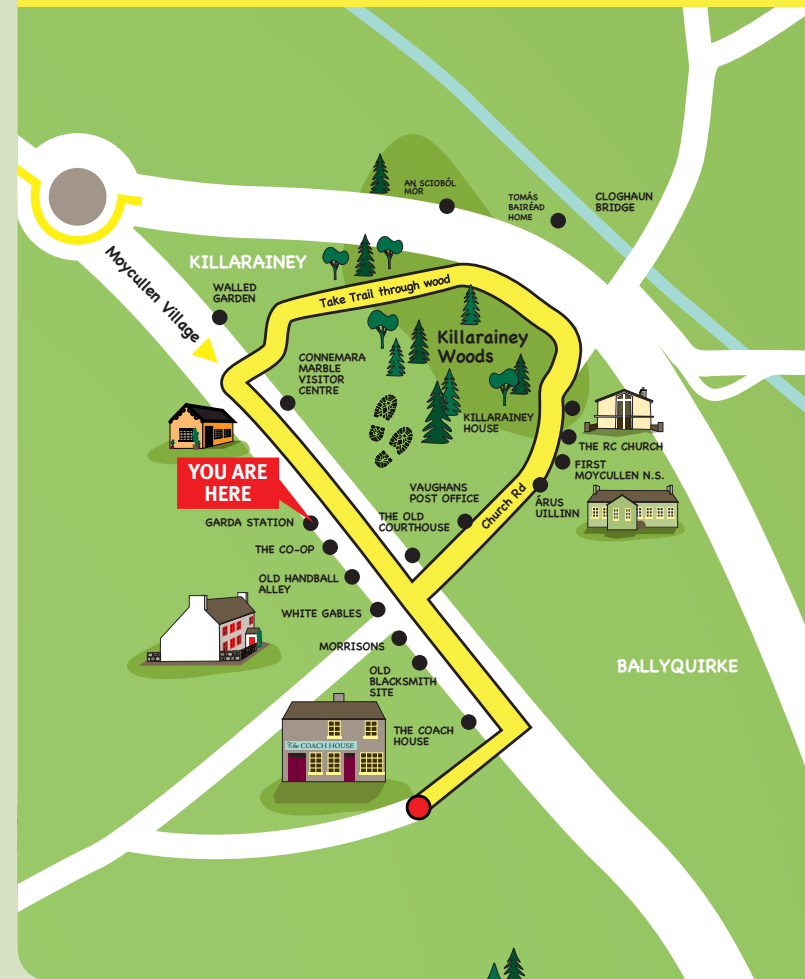 AN SCIOBÓL
MÓR
TOMÁS
BAIRÉAD
HOME
CLOGHAUN
BRIDGE
KILLARAINEY
Moycullen Village
WALLED
GARDEN
Take Trail through wood
Killarainey
Woods
CONNEMARA
MARBLE
VISITOR
CENTRE
KILLARAINEY
HOUSE
THE RC CHURCH
FIRST
MOYCULLEN N.S.
YOU ARE
HERE
VAUGHANS
POST OFFICE
Church Rd
ÁRUS
UILLINN
GARDA STATION
THE OLD
COURTHOUSE
THE CO-OP
OLD HANDBALL
ALLEY
WHITE GABLES
MORRISONS
OLD
BLACKSMITH
SITE
BALLYQUIRKE
THE COACH
HOUSE
The COACH HOUSE